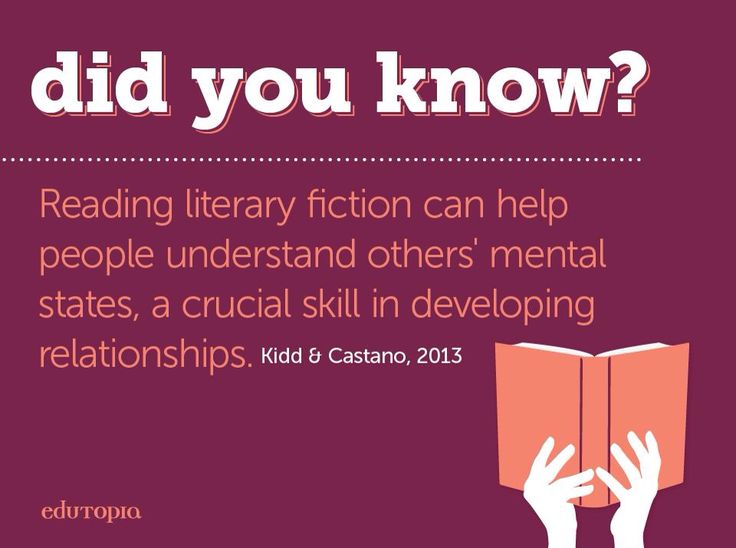 did you know?
Reading literary fiction can help
people understand others' mental
states, a crucial skill in developing
relationships. Kidd & Castano, 2013
edutopia